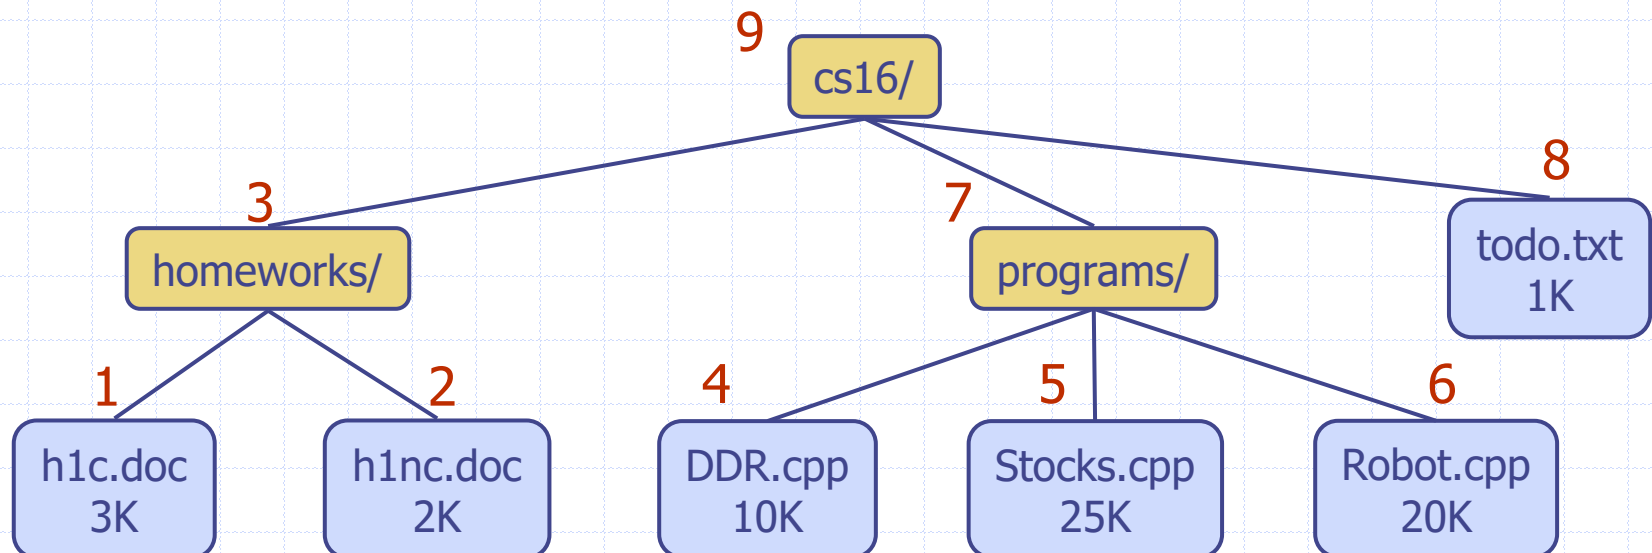 9
cs16/
8
3
7
homeworks/
programs/
todo.txt
1K
1
2
4
5
6
h1c.doc
3K
h1nc.doc
2K
DDR.cpp
10K
Stocks.cpp
25K
Robot.cpp
20K